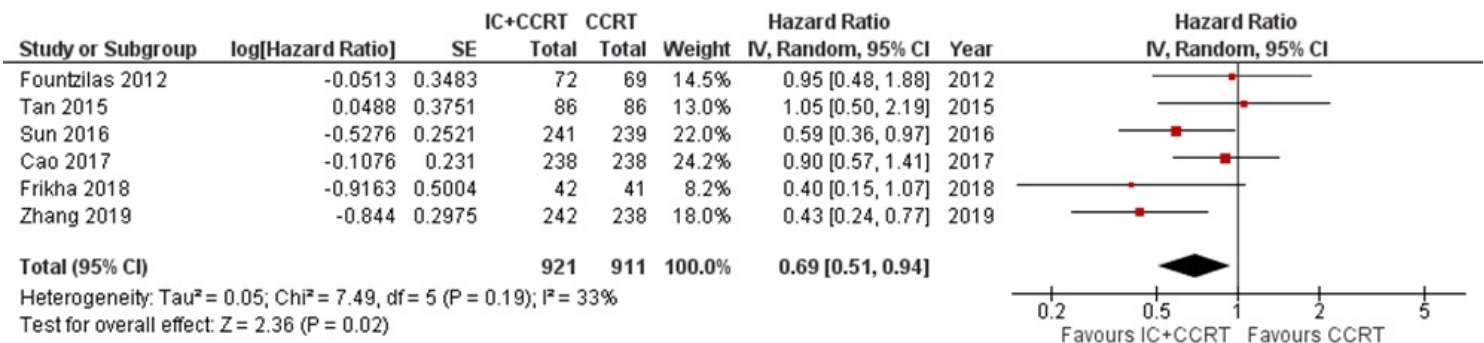 IC+CCRT CCRT Hazard Ratio Hazard Ratio
Study or Subgroup log[Hazard Ratio] SE Total Total Weight IV, Random, 95% CI Year IV, Random, 95% CI
Fountzilas 2012 -0.0513 0.3483 72 69 14.5% 0.95 [0.48, 1.88] 2012
Tan 2015 0.0488 0.3751 86 86 13.0% 1.05 [0.50, 2.19] 2015
Sun 2016 -0.5276 0.2521 241 239 22.0% 0.59 [0.36, 0.97] 2016
Cao 2017 -0.1076 0.231 238 238 24.2% 0.90 [0.57, 1.41] 2017
Frikha 2018 -0.9163 0.5004 42 41 8.2% 0.40 [0.15, 1.07] 2018
Zhang 2019 -0.844 0.2975 242 238 18.0% 0.43 [0.24, 0.77] 2019
Total (95% CI) 921 911 100.0% 0.69 [0.51, 0.94]
Heterogeneity: Tau² = 0.05; Chi² = 7.49, df = 5 (P = 0.19); I² = 33%
Test for overall effect: Z = 2.36 (P = 0.02)
0.2 0.5 1 2 5
Favours IC+CCRT Favours CCRT